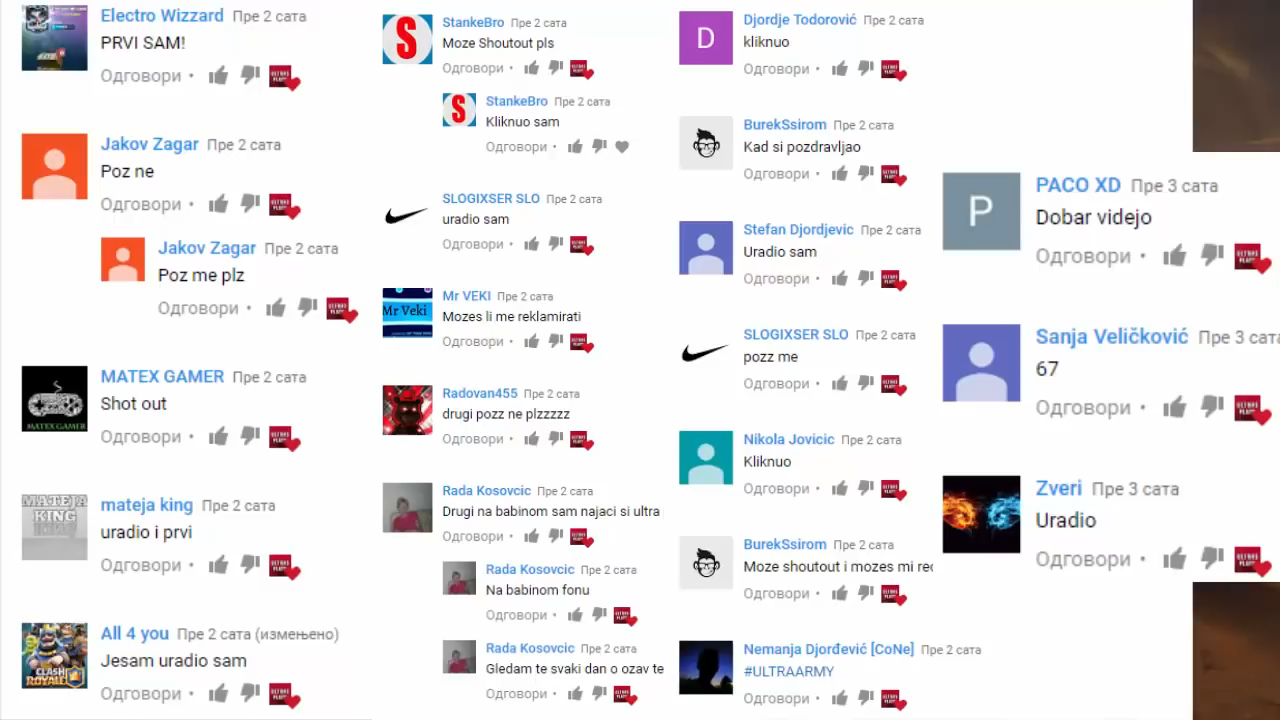 Electro Wizzard Пре 2 сата
PRVI SAM!
Одговори •
Jakov Zagar Пре 2 сата
Poz ne
Одговори •
Jakov Zagar Пре 2 сата
Poz me plz
Одговори •
MATEX GAMER
MATEX GAMER Пре 2 сата
Shot out
Одговори •
MATEJA
KING
mateja king Пре 2 сата
uradio i prvi
Одговори •
CLASH
ROYALE
All 4 you Пре 2 сата (измењено)
Jesam uradio sam
Одговори •
S
StankeBro Пре 2 сата
Moze Shoutout pls
Одговори •
S
StankeBro Пре 2 сата
Kliknuo sam
Одговори •
SLOGIXSER SLO Пре 2 сата
uradio sam
Одговори •
Mr Veki
Mr VEKI Пре 2 сата
Mozes li me reklamirati
Одговори •
Radovan455 Пре 2 сата
drugi pozz ne plzzzzz
Одговори •
Rada Kosovcic Пре 2 сата
Drugi na babinom sam najaci si ultra
Одговори •
Rada Kosovcic Пре 2 сата
Na babinom fonu
Одговори •
Rada Kosovcic Пре 2 сата
Gledam te svaki dan o ozav te
Одговори •
D
Djordje Todorović Пре 2 сата
kliknuo
Одговори •
BurekSsirom Пре 2 сата
Kad si pozdravljao
Одговори •
Stefan Djordjevic Пре 2 сата
Uradio sam
Одговори •
SLOGIXSER SLO Пре 2 сата
pozz me
Одговори •
Nikola Jovicic Пре 2 сата
Kliknuo
Одговори •
BurekSsirom Пре 2 сата
Moze shoutout i mozes mi rec
Одговори •
Nemanja Djorđević [CoNe] Пре 2 сата
#ULTRAARMY
Одговори •
P
PACO XD Пре 3 сата
Dobar videjo
Одговори •
Sanja Veličković Пре 3 сата
67
Одговори •
Zveri Пре 3 сата
Uradio
Одговори •